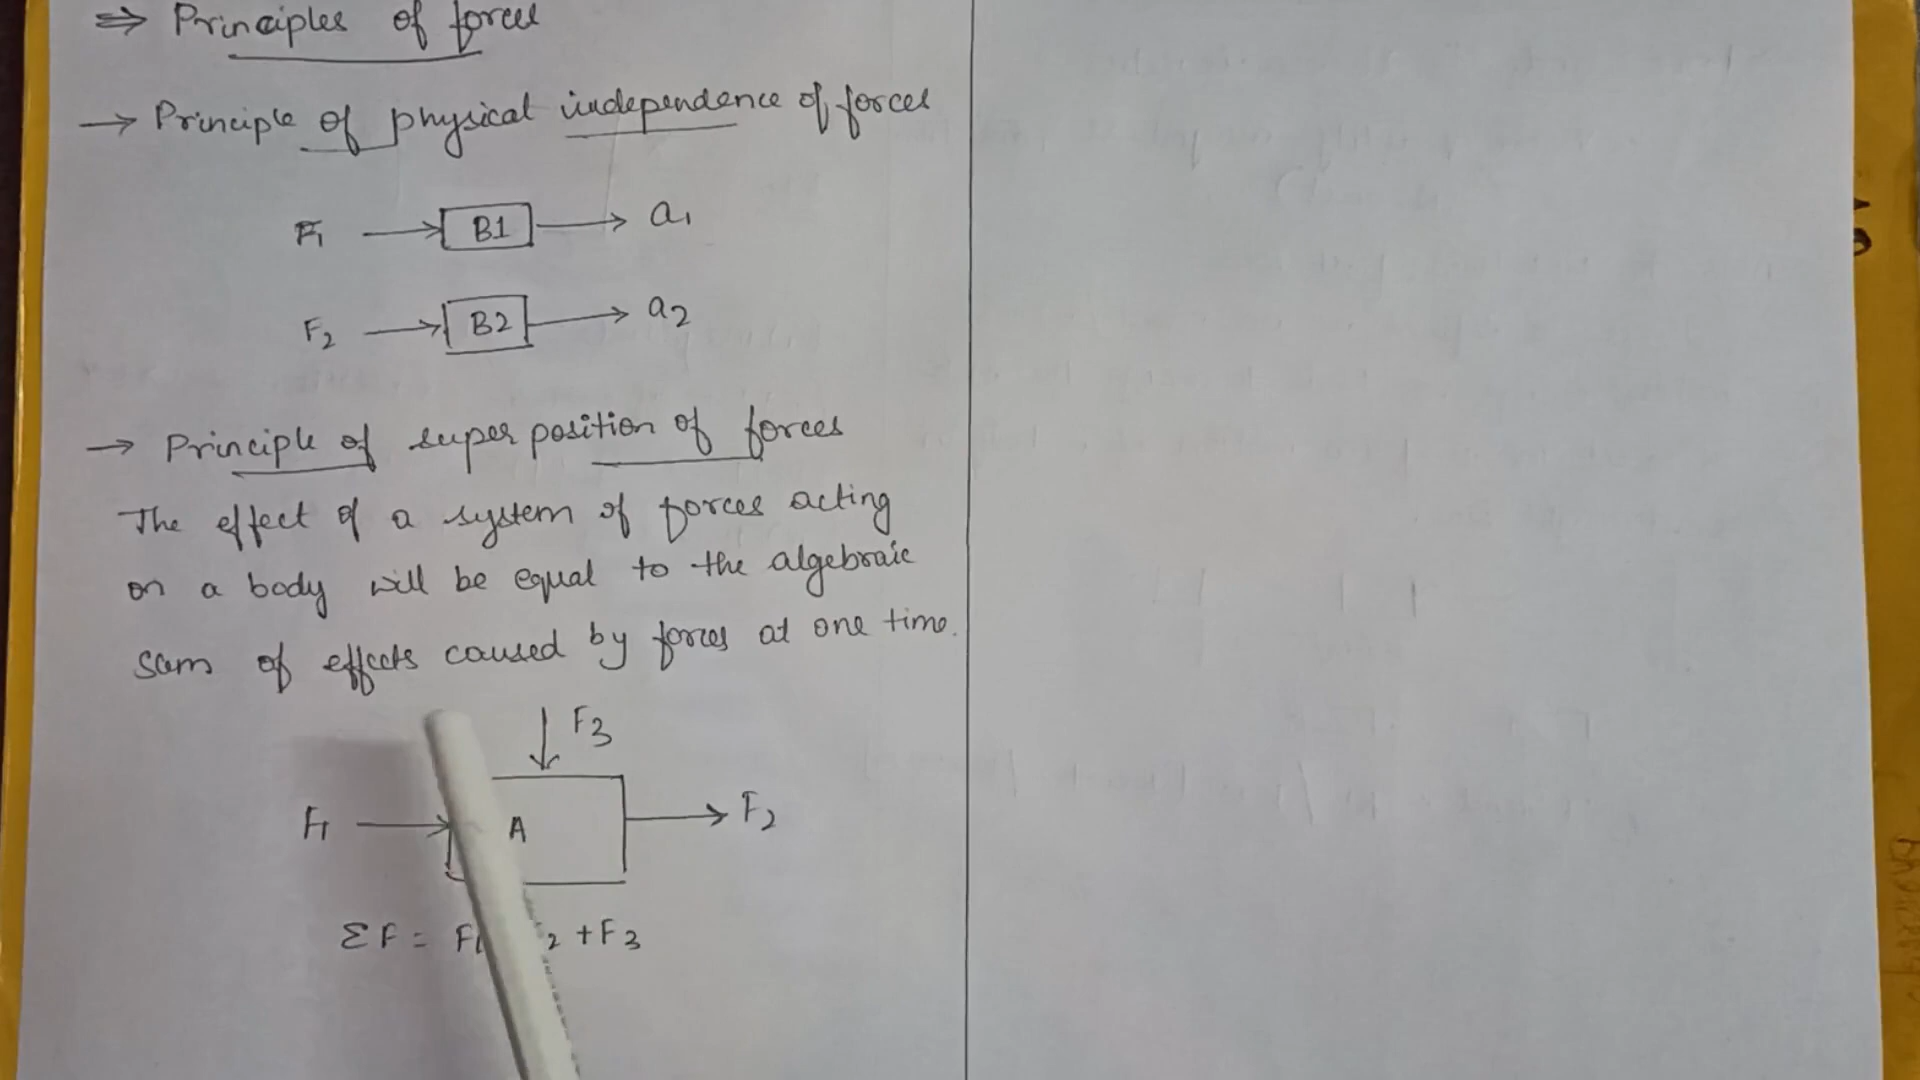 ⇒ Principles of forces
→ Principle of physical independence of forces
F1 → B1 → a1
F2 → B2 → a2
→ Principle of super position of forces
The effect of a system of forces acting
on a body will be equal to the algebraic
sum of effects caused by forces at one time.
F3
F1 A F2
ΣF = F1 2 + F3